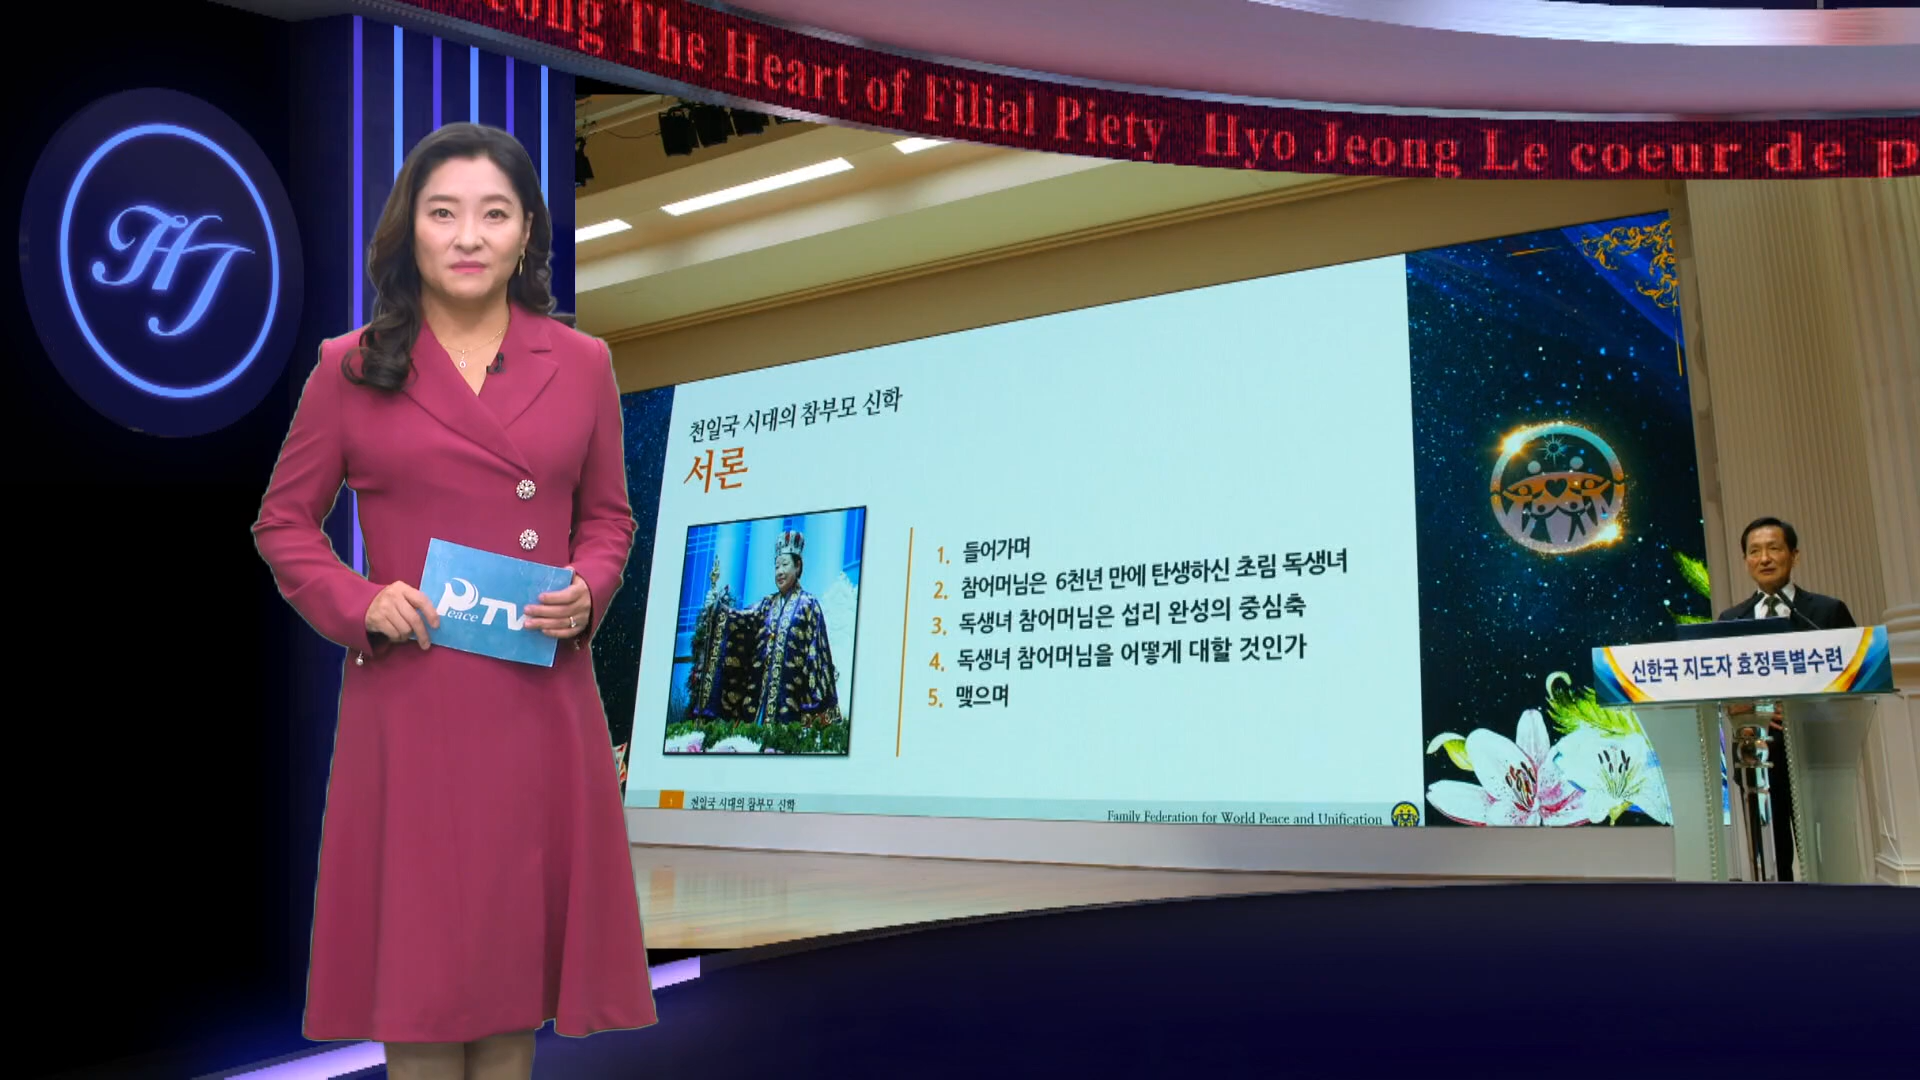 eong The Heart of Filial Piety Hyo Jeong Le coeur de p
HJ
천일국 시대의 참부모 신학
서론
1. 들어가며
2. 참어머님은 6천년 만에 탄생하신 초림 독생녀
3. 독생녀 참어머님은 섭리 완성의 중심축
4. 독생녀 참어머님을 어떻게 대할 것인가
5. 맺으며
Peace TV
신한국 지도자 효정특별수련
1 천일국 시대의 참부모 신학
Family Federation for World Peace and Unification